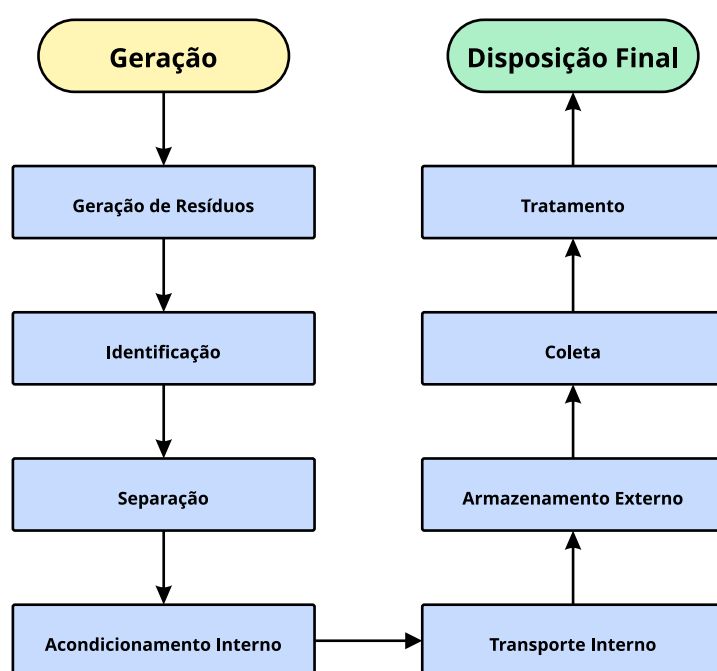 Geração
Geração de Resíduos
Identificação
Separação
Acondicionamento Interno
Transporte Interno
Armazenamento Externo
Coleta
Tratamento
Disposição Final